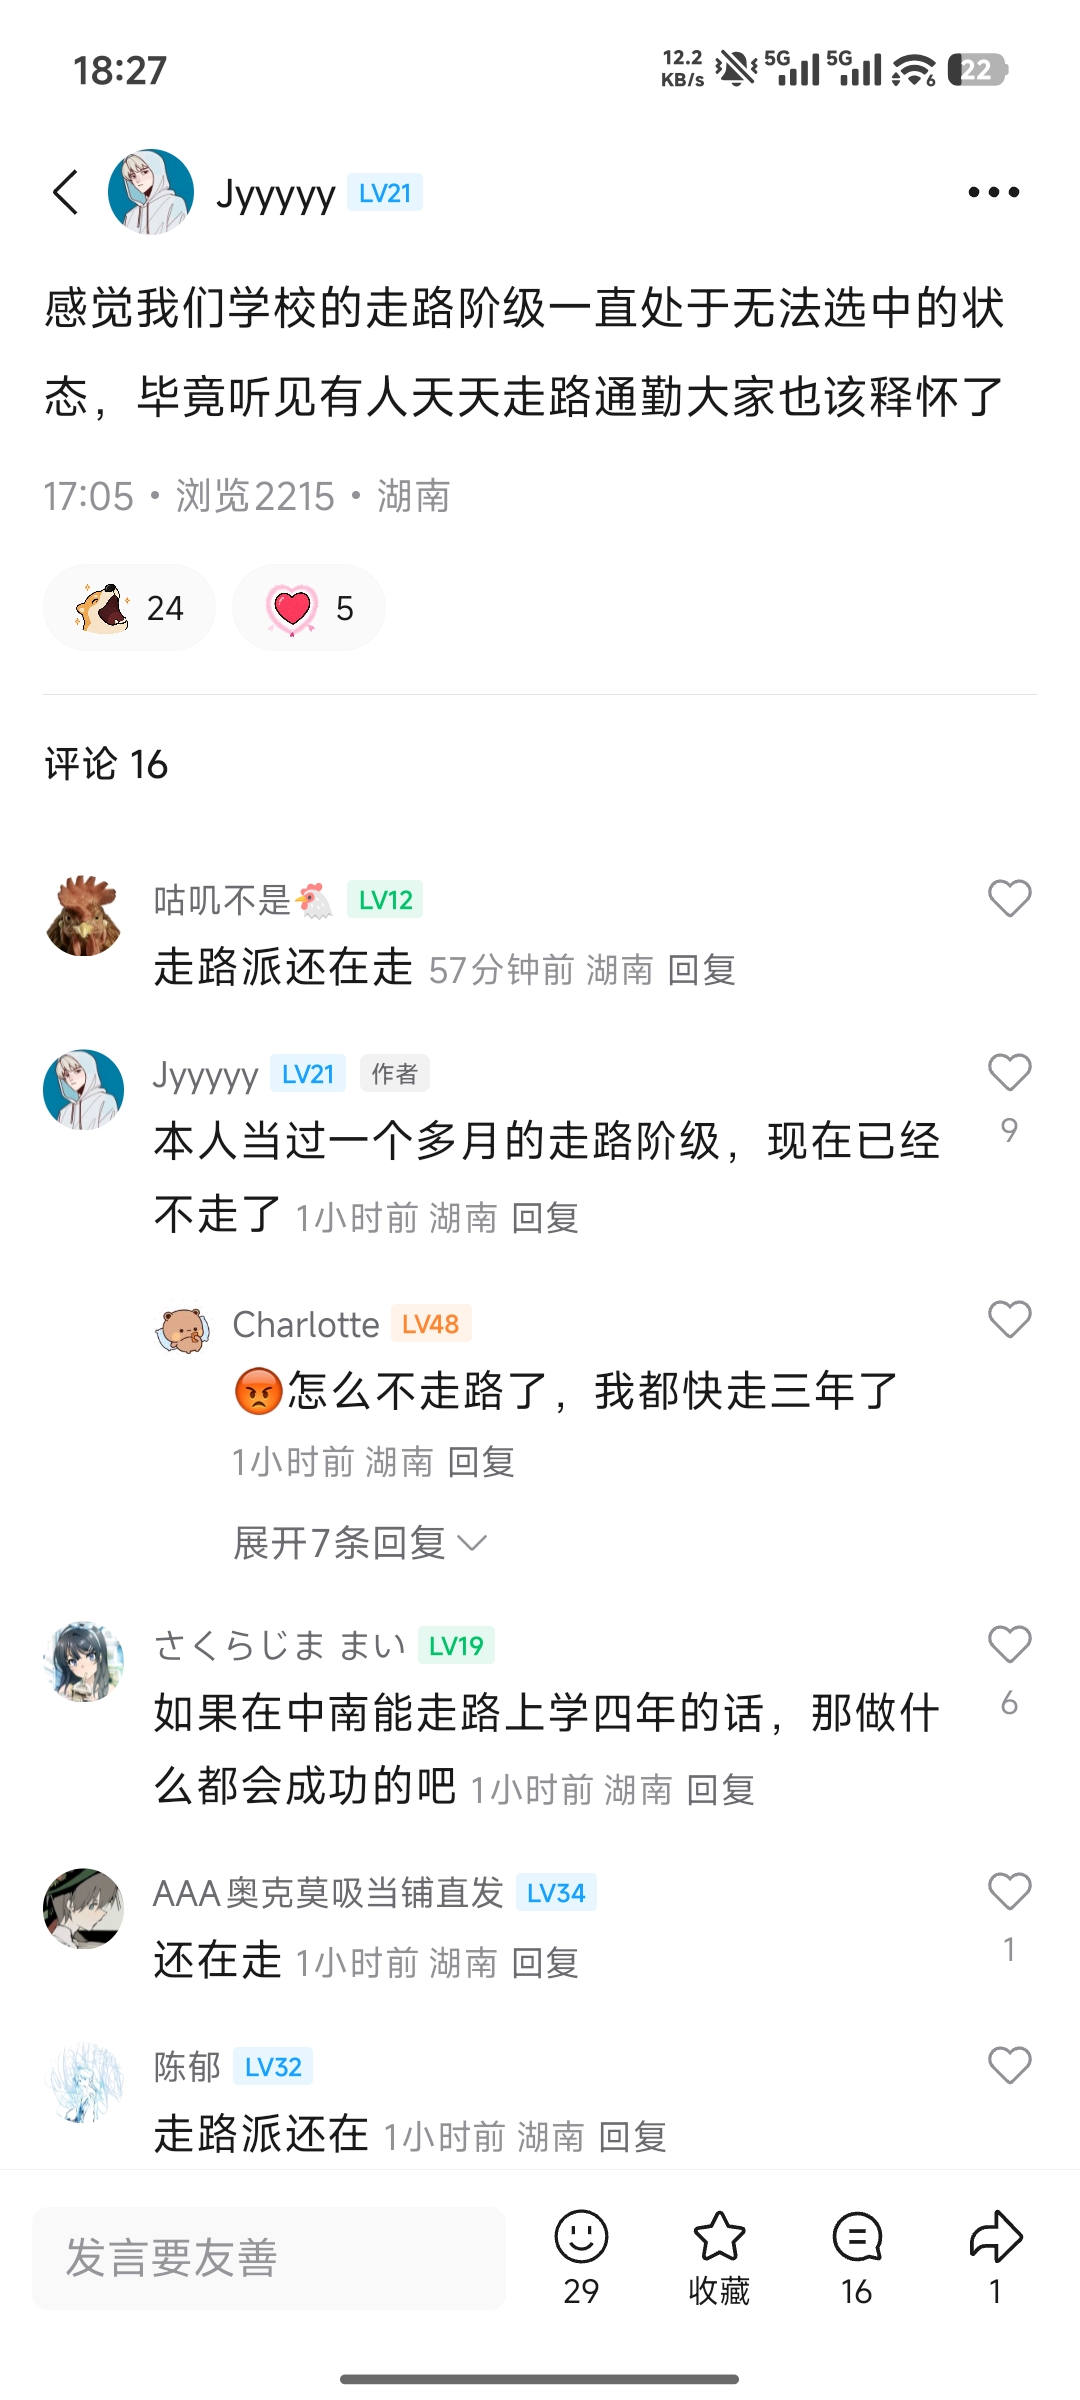 18:27
12.2 KB/s 5G 5G 6 22
Jyyyyy LV21
感觉我们学校的走路阶级一直处于无法选中的状
态，毕竟听见有人天天走路通勤大家也该释怀了
17:05 • 浏览2215 • 湖南
24 5
评论 16
咕叽不是🐔 LV12
走路派还在走 57分钟前 湖南 回复
Jyyyyy LV21 作者
本人当过一个多月的走路阶级，现在已经
9
不走了 1小时前 湖南 回复
Charlotte LV48
😡怎么不走路了，我都快走三年了
1小时前 湖南 回复
展开7条回复
さくらじま まい LV19
如果在中南能走路上学四年的话，那做什
6
么都会成功的吧 1小时前 湖南 回复
AAA奥克莫吸当铺直发 LV34
还在走 1小时前 湖南 回复
1
陈郁 LV32
走路派还在 1小时前 湖南 回复
发言要友善
29 收藏 16 1